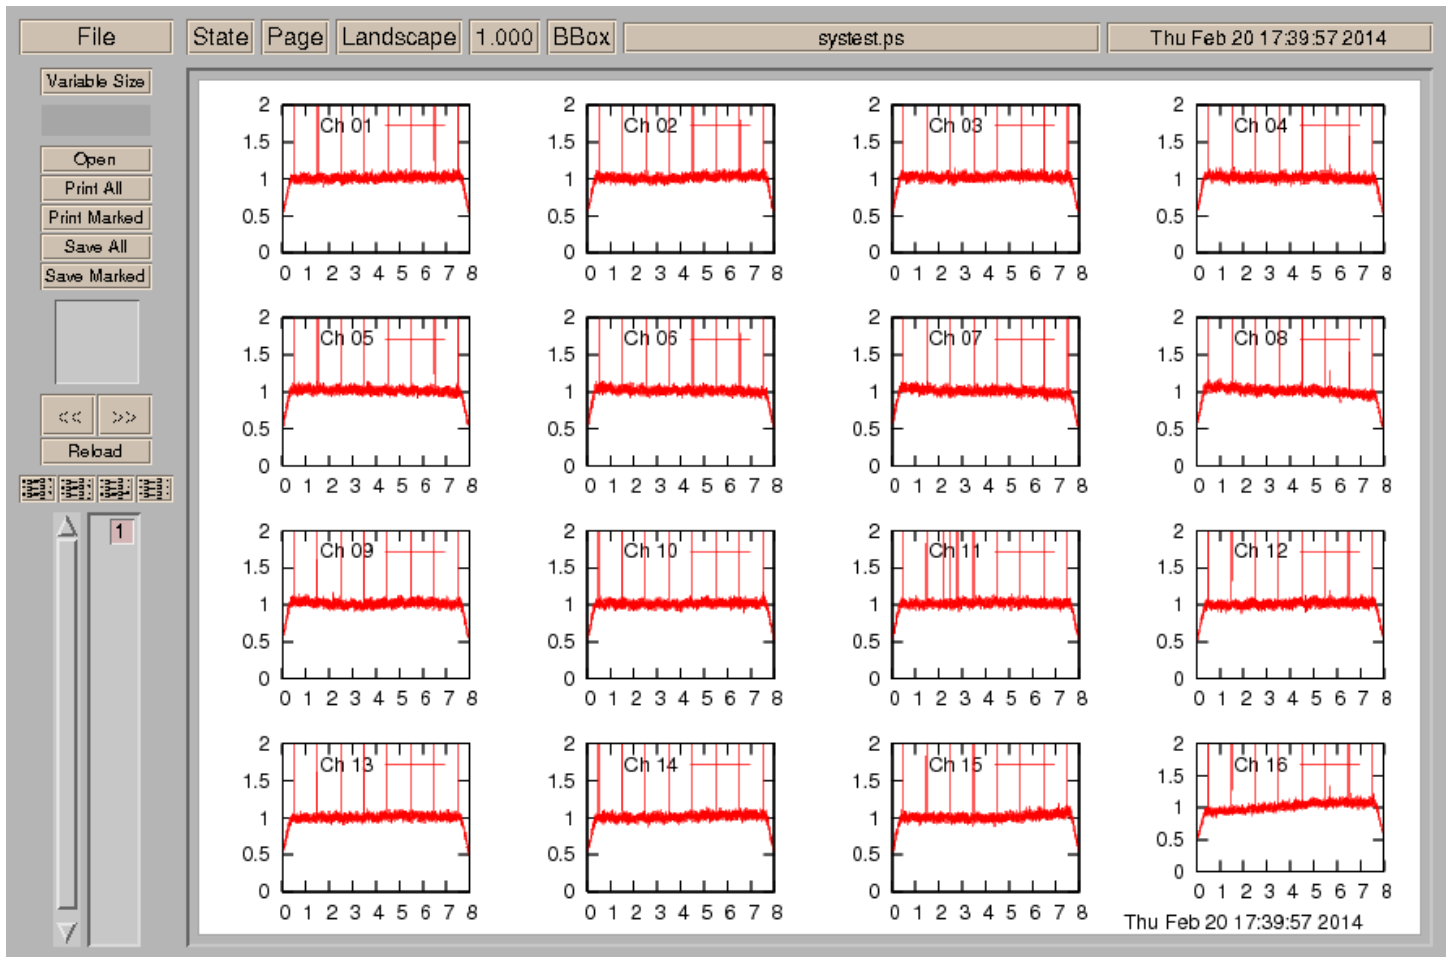 File State Page Landscape 1.000 BBox systest.ps Thu Feb 20 17:39:57 2014
Variable Size
Open
Print All
Print Marked
Save All
Save Marked
<< >>
Reload
1
Ch 01 Ch 02 Ch 03 Ch 04
2 2 2 2
1.5 1.5 1.5 1.5
1 1 1 1
0.5 0.5 0.5 0.5
0 0 0 0
0 1 2 3 4 5 6 7 8 0 1 2 3 4 5 6 7 8 0 1 2 3 4 5 6 7 8 0 1 2 3 4 5 6 7 8
2 2 2 2
Ch 05 Ch 06 Ch 07 Ch 08
1.5 1.5 1.5 1.5
1 1 1 1
0.5 0.5 0.5 0.5
0 0 0 0
0 1 2 3 4 5 6 7 8 0 1 2 3 4 5 6 7 8 0 1 2 3 4 5 6 7 8 0 1 2 3 4 5 6 7 8
2 2 2 2
Ch 09 Ch 10 Ch 11 Ch 12
1.5 1.5 1.5 1.5
1 1 1 1
0.5 0.5 0.5 0.5
0 0 0 0
0 1 2 3 4 5 6 7 8 0 1 2 3 4 5 6 7 8 0 1 2 3 4 5 6 7 8 0 1 2 3 4 5 6 7 8
2 2 2 2
Ch 13 Ch 14 Ch 15 Ch 16
1.5 1.5 1.5 1.5
1 1 1 1
0.5 0.5 0.5 0.5
0 0 0 0
0 1 2 3 4 5 6 7 8 0 1 2 3 4 5 6 7 8 0 1 2 3 4 5 6 7 8 0 1 2 3 4 5 6 7 8
Thu Feb 20 17:39:57 2014